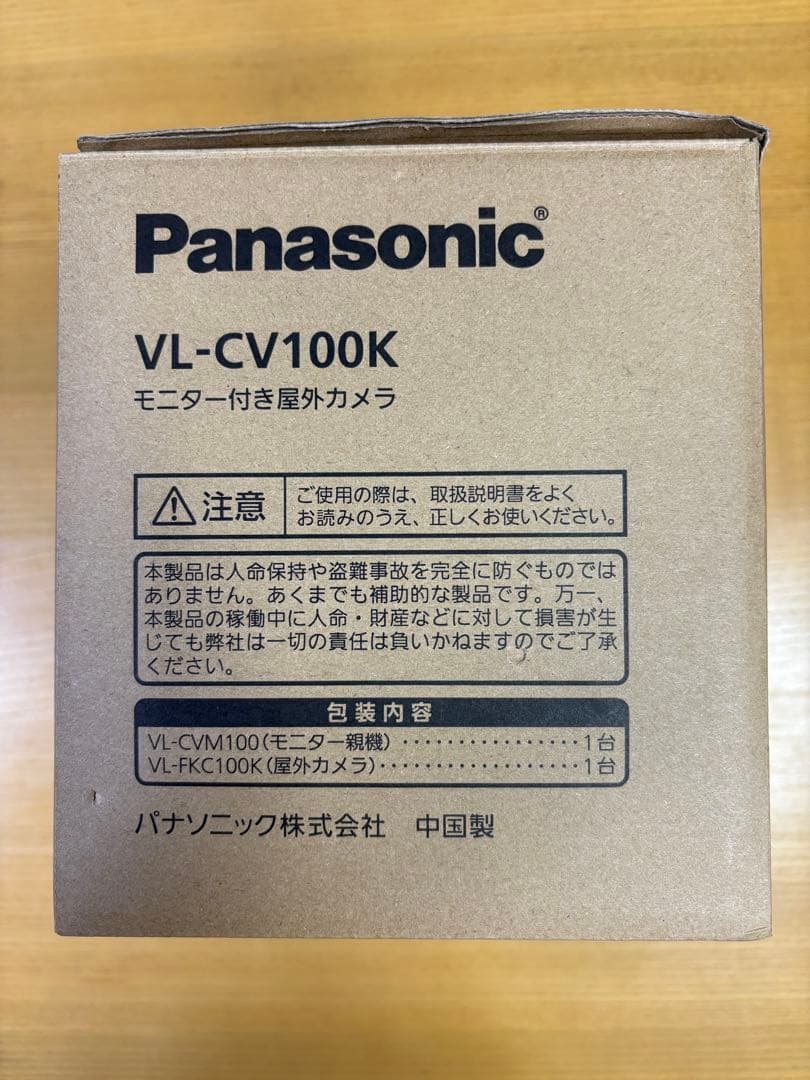 Panasonic®
VL-CV100K
モニター付き屋外カメラ
注意
ご使用の際は、取扱説明書をよく
お読みのうえ、正しくお使いください。
本製品は人命保持や盗難事故を完全に防ぐものでは
ありません。あくまでも補助的な製品です。万一、
本製品の稼働中に人命・財産などに対して損害が生
じても弊社は一切の責任は負いかねますのでご了承
ください。
包装内容
VL-CVM100(モニター親機)················1台
VL-FKC100K(屋外カメラ)··················1台
パナソニック株式会社 中国製